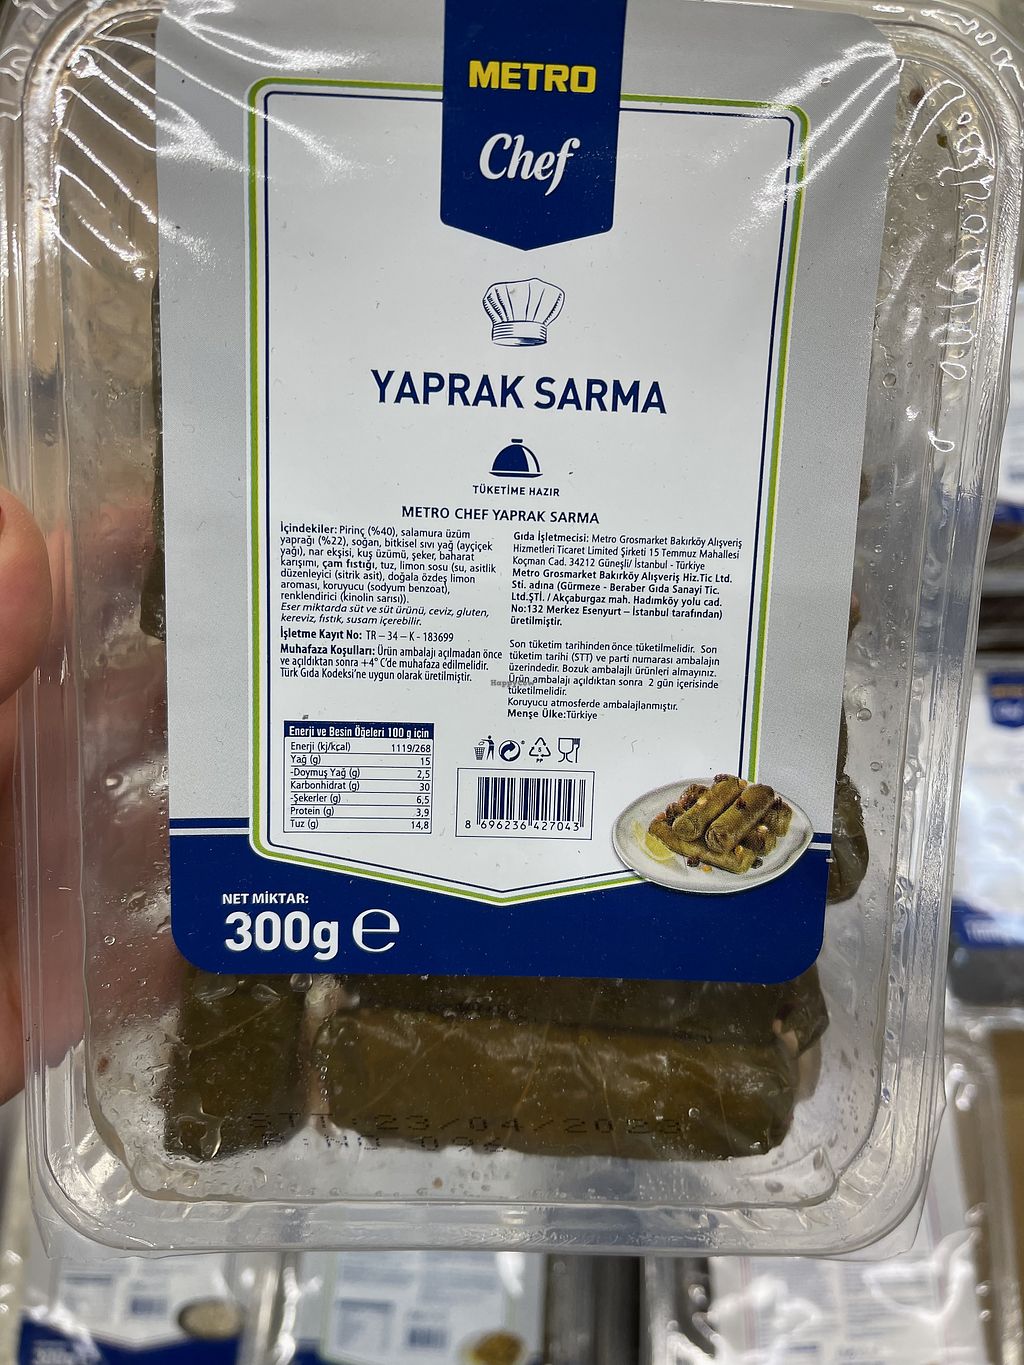 METRO
Chef
YAPRAK SARMA
TÜKETİME HAZIR
METRO CHEF YAPRAK SARMA
İçindekiler: Pirinç (%40), salamura üzüm
yaprağı (%22), soğan, bitkisel sıvı yağ (ayçiçek
yağı), nar ekşisi, kuş üzümü, şeker, baharat
karışımı, çam fıstığı, tuz, limon sosu (su, asitlik
düzenleyici (sitrik asit), doğala özdeş limon
aroması, koruyucu (sodyum benzoat),
renklendirici (kinolin sarısı)).
Eser miktarda süt ve süt ürünü, ceviz, gluten,
kereviz, fıstık, susam içerebilir.
İşletme Kayıt No: TR – 34 – K - 183699
Muhafaza Koşulları: Ürün ambalajı açılmadan önce
ve açıldıktan sonra +4° C'de muhafaza edilmelidir.
Türk Gıda Kodeksi'ne uygun olarak üretilmiştir.
Gıda İşletmecisi: Metro Grosmarket Bakırköy Alışveriş
Hizmetleri Ticaret Limited Şirketi 15 Temmuz Mahallesi
Koçman Cad. 34212 Güneşli/ İstanbul - Türkiye
Metro Grosmarket Bakırköy Alışveriş Hiz.Tic Ltd.
Sti. adına (Gürmeze - Beraber Gıda Sanayi Tic.
Ltd.ŞTİ. / Akçaburgaz mah. Hadımköy yolu cad.
No:132 Merkez Esenyurt – İstanbul tarafından)
üretilmiştir.
Son tüketim tarihinden önce tüketilmelidir. Son
tüketim tarihi (STT) ve parti numarası ambalajın
üzerindedir. Bozuk ambalajlı ürünleri almayınız.
Ürün ambalajı açıldıktan sonra 2 gün içerisinde
tüketilmelidir.
Koruyucu atmosferde ambalajlanmıştır.
Menşe Ülke:Türkiye
HappyCow
Enerji ve Besin Öğeleri 100 g için
Enerji (kj/kcal) 1119/268
Yağ (g) 15
-Doymuş Yağ (g) 2,5
Karbonhidrat (g) 30
-Şekerler (g) 6,5
Protein (g) 3,9
Tuz (g) 14,8
5
PP
8 696236 427043
NET MİKTAR:
300g e
STT:23/04/2023